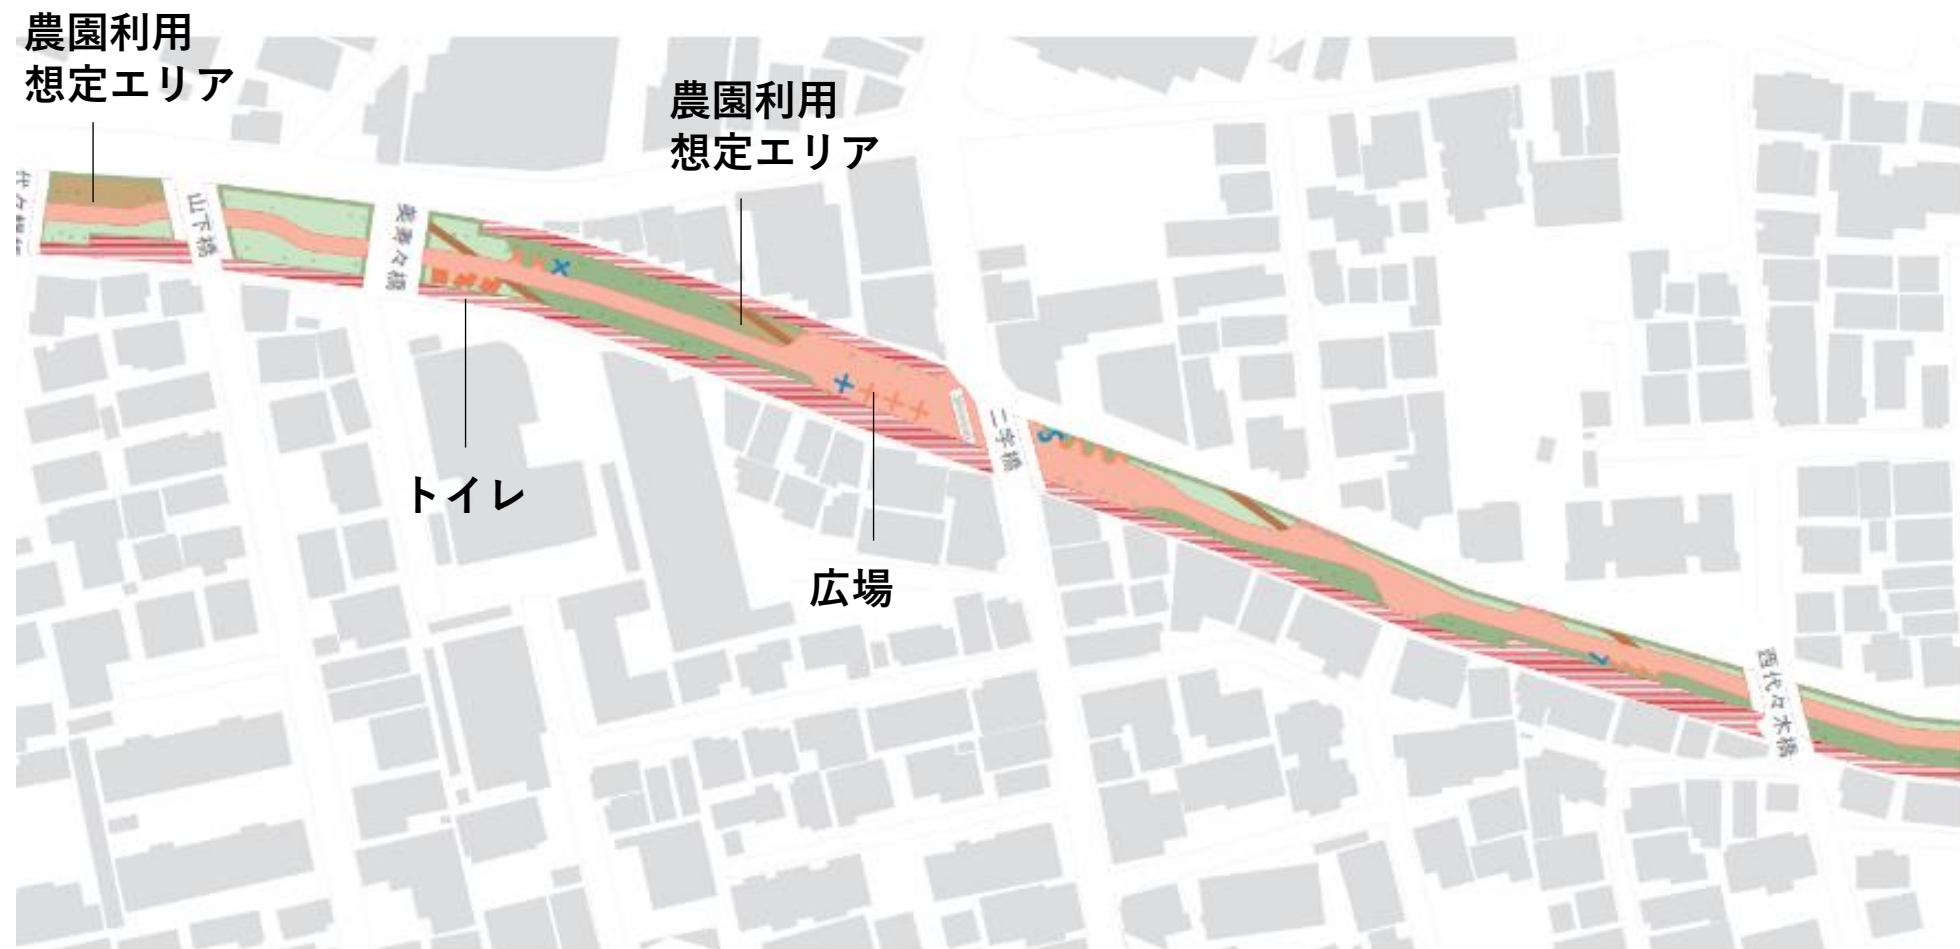 農園利用
想定エリア
農園利用
想定エリア
山下橋
美寿々橋
トイレ
広場
二字橋
西代々木橋